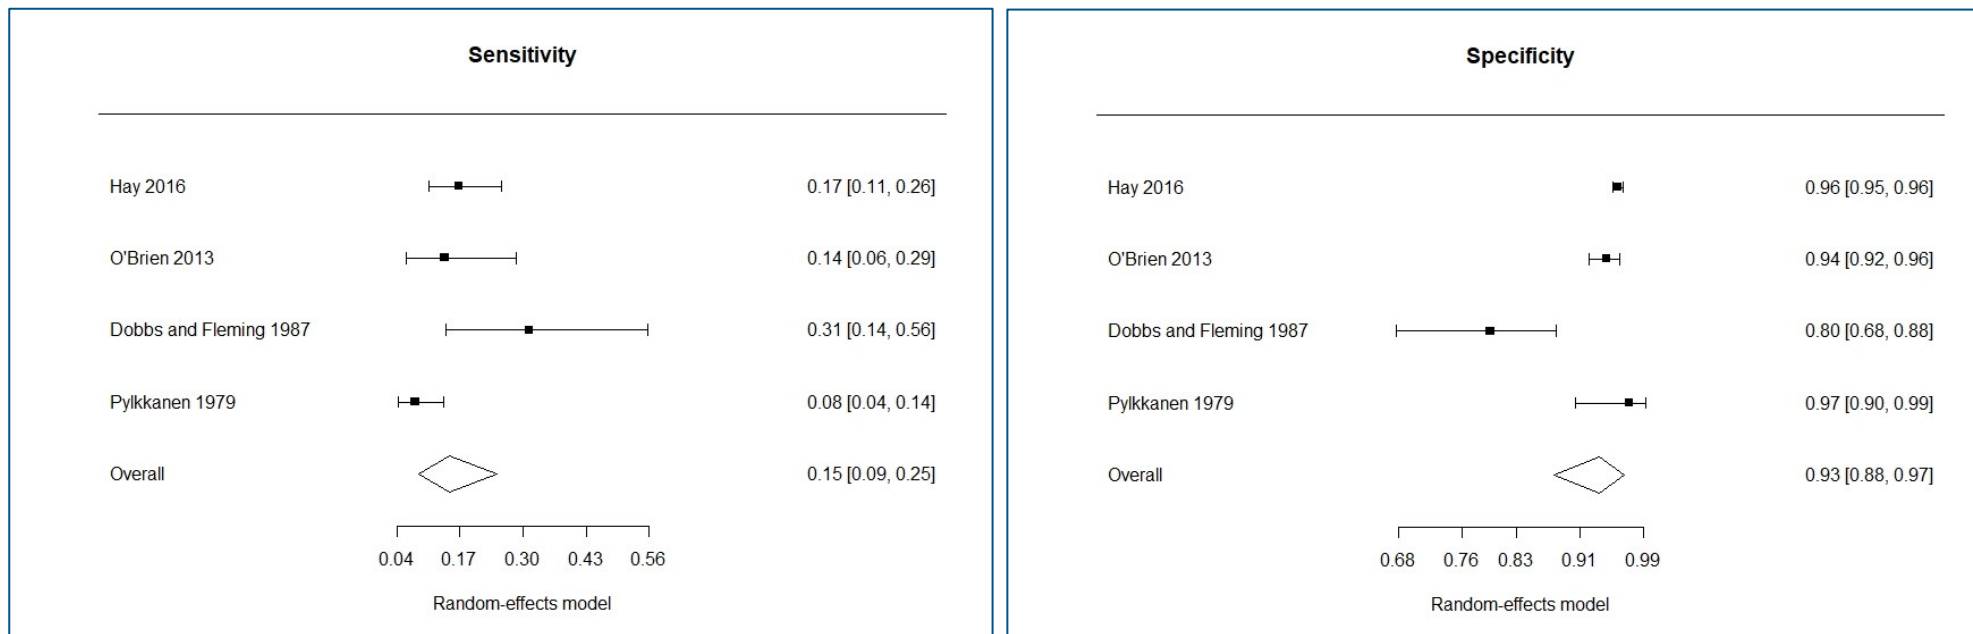 Sensitivity
Hay 2016 0.17 [0.11, 0.26]
O'Brien 2013 0.14 [0.06, 0.29]
Dobbs and Fleming 1987 0.31 [0.14, 0.56]
Pylkkanen 1979 0.08 [0.04, 0.14]
Overall 0.15 [0.09, 0.25]
0.04 0.17 0.30 0.43 0.56
Random-effects model
Specificity
Hay 2016 0.96 [0.95, 0.96]
O'Brien 2013 0.94 [0.92, 0.96]
Dobbs and Fleming 1987 0.80 [0.68, 0.88]
Pylkkanen 1979 0.97 [0.90, 0.99]
Overall 0.93 [0.88, 0.97]
0.68 0.76 0.83 0.91 0.99
Random-effects model